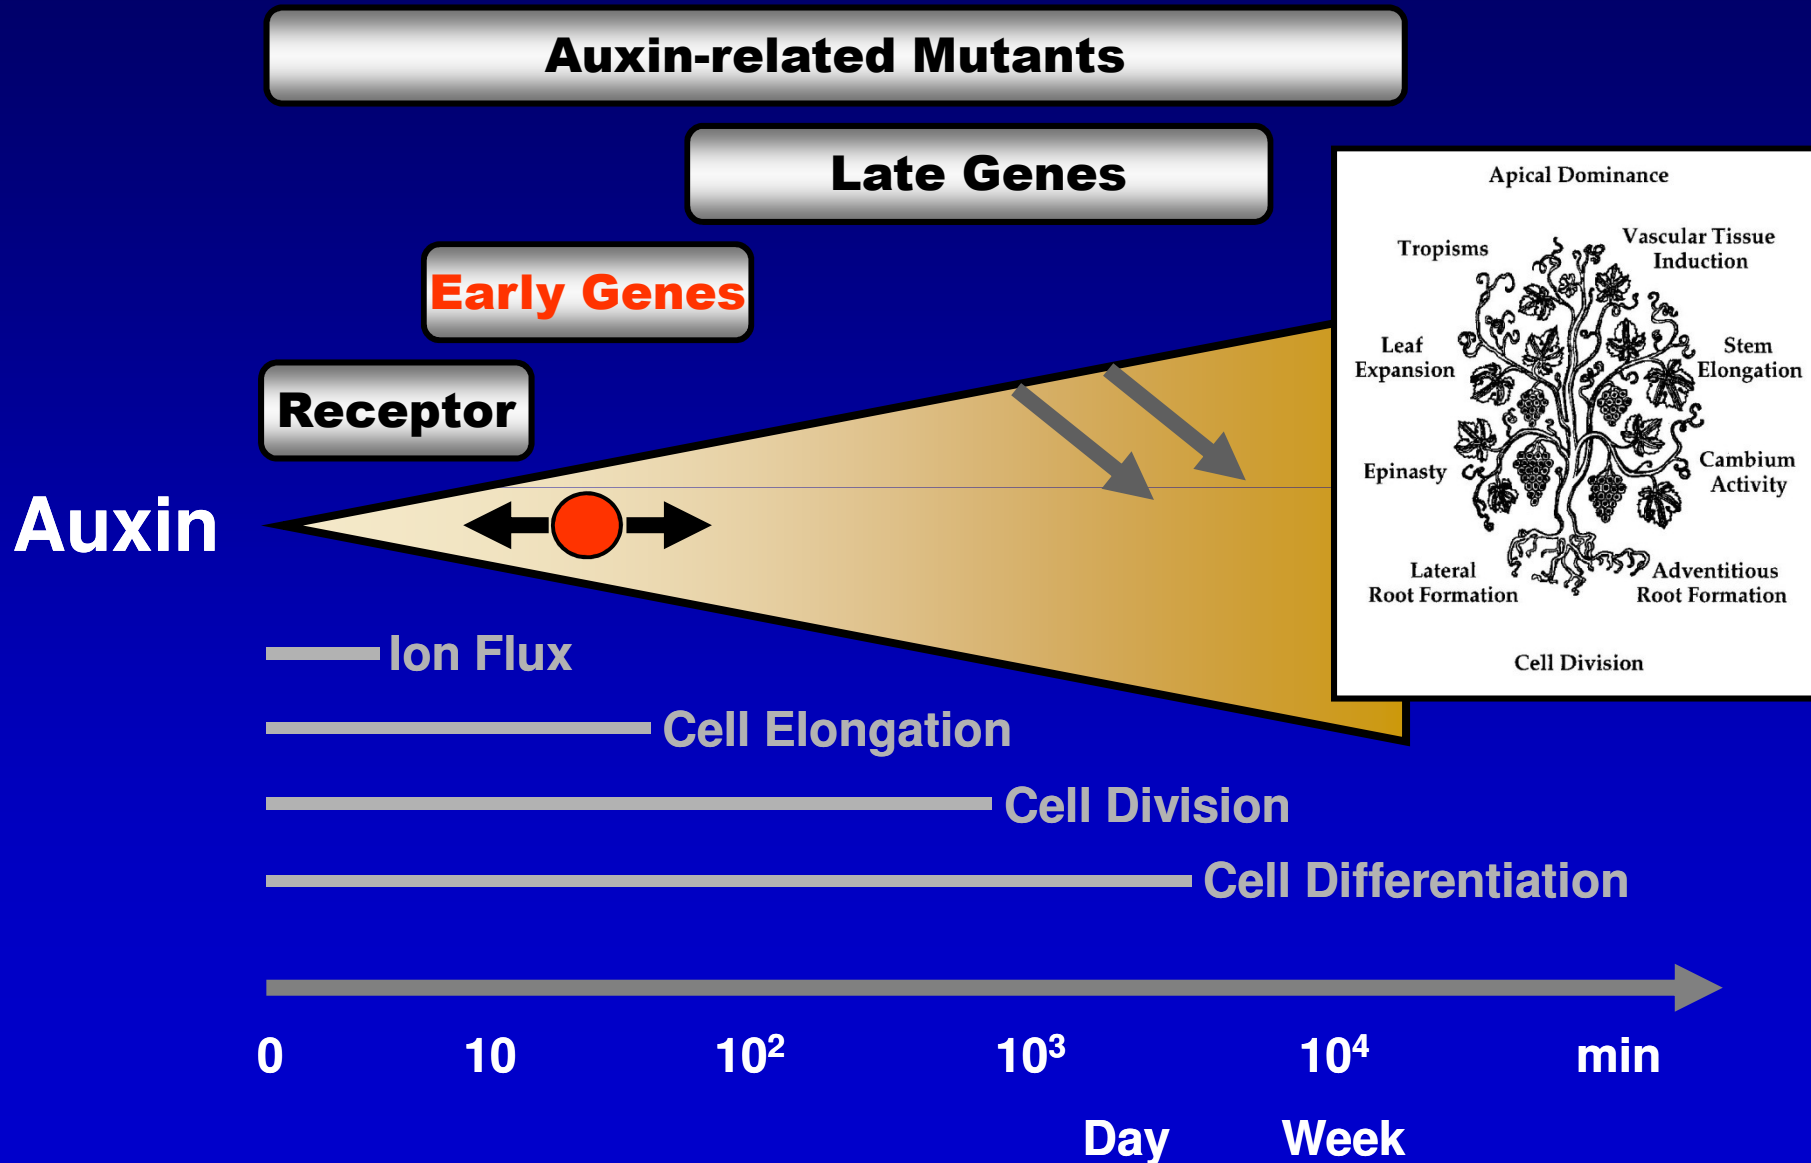 Auxin-related Mutants
Late Genes
Early Genes
Receptor
Auxin
Apical Dominance
Tropisms
Vascular Tissue
Induction
Leaf
Expansion
Stem
Elongation
Epinasty
Cambium
Activity
Lateral
Root Formation
Adventitious
Root Formation
Cell Division
Ion Flux
Cell Elongation
Cell Division
Cell Differentiation
0 10 10² 10³ 10⁴ min
Day Week